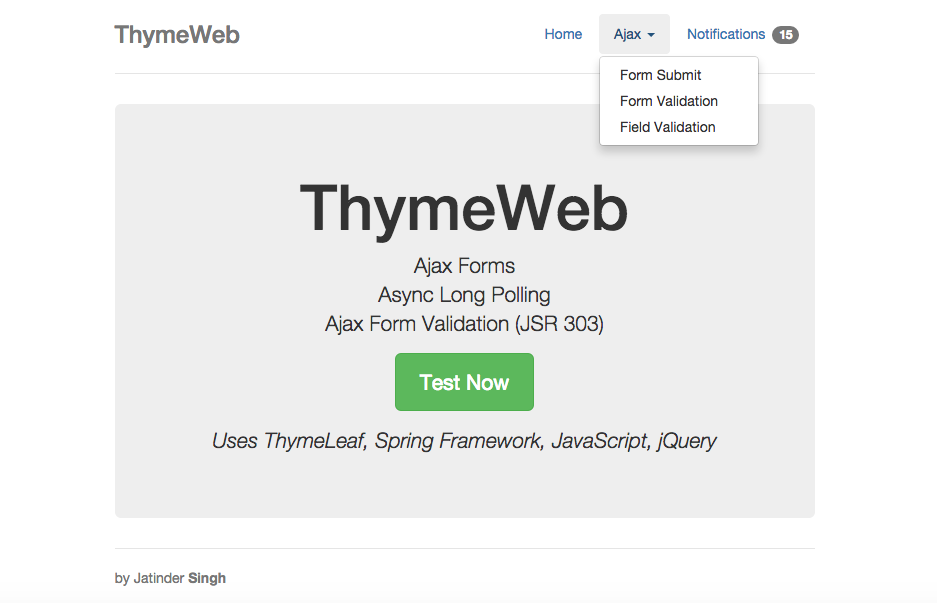 ThymeWeb
Home Ajax Notifications 15
Form Submit
Form Validation
Field Validation
ThymeWeb
Ajax Forms
Async Long Polling
Ajax Form Validation (JSR 303)
Test Now
Uses ThymeLeaf, Spring Framework, JavaScript, jQuery
by Jatinder Singh